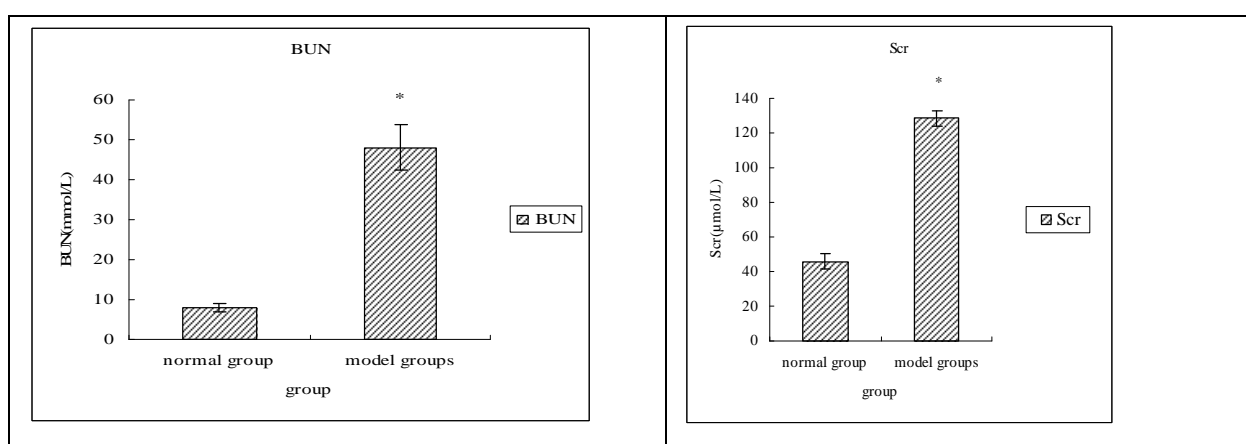 BUN
*
60
50
40
30
20
10
0
BUN(mmol/L)
normal group
model groups
group
BUN
Scr
*
140
120
100
80
60
40
20
0
Scr(μmol/L)
normal group
model groups
group
Scr